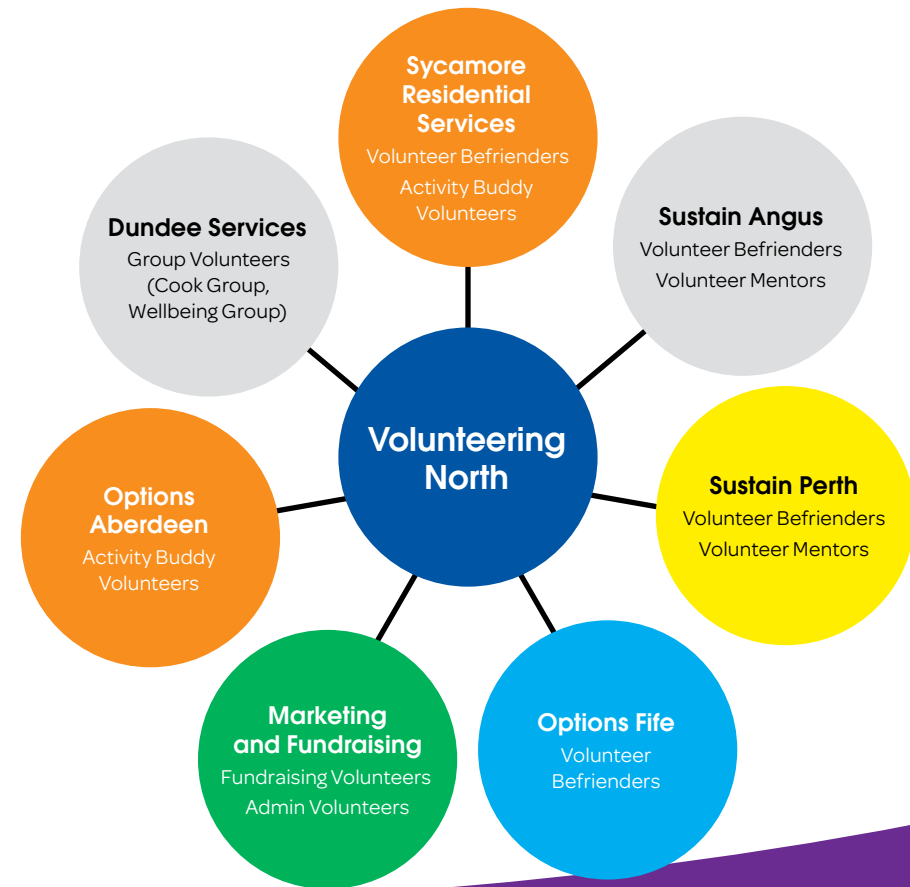 Sycamore
Residential
Services
Volunteer Befrienders
Activity Buddy
Volunteers
Sustain Angus
Volunteer Befrienders
Volunteer Mentors
Dundee Services
Group Volunteers
(Cook Group,
Wellbeing Group)
Volunteering
North
Sustain Perth
Volunteer Befrienders
Volunteer Mentors
Options
Aberdeen
Activity Buddy
Volunteers
Marketing
and Fundraising
Fundraising Volunteers
Admin Volunteers
Options Fife
Volunteer
Befrienders